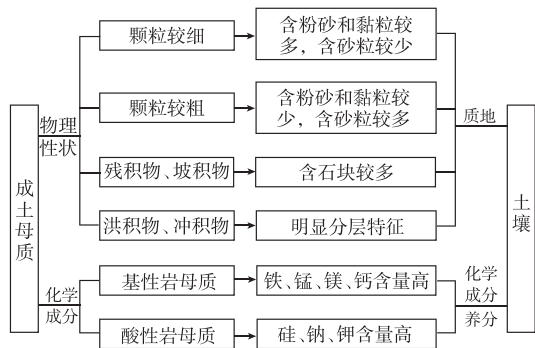 颗粒较细
含粉砂和黏粒较
多，含砂粒较少
颗粒较粗
含粉砂和黏粒较
少，含砂粒较多
物理
性状
质地
残积物、坡积物
含石块较多
成土母质
土壤
洪积物、冲积物
明显分层特征
基性岩母质
铁、锰、镁、钙含量高
化学
成分
化学
成分
养分
酸性岩母质
硅、钠、钾含量高